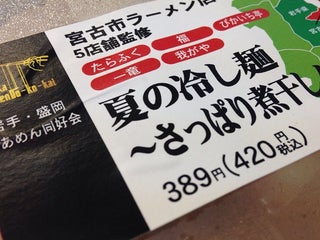 宮古市ラーメン店
5店舗監修
たらふく
福
ぴかいち亭
一竜
我がや
夏の冷し麺
〜さっぱり煮干し
389円(420円税込)
岩手・盛岡
らあめん同好会
岩手県